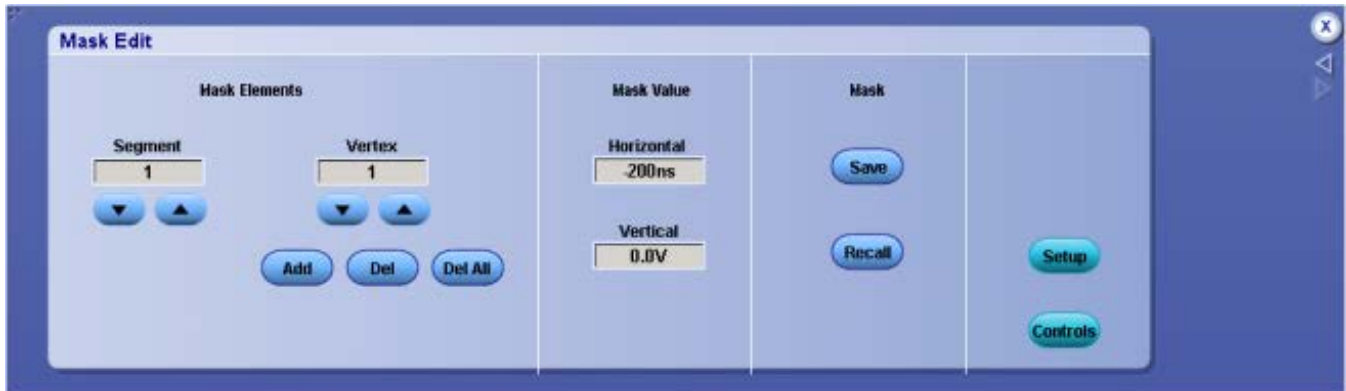 Mask Edit
Mask Elements
Segment
1
Vertex
1
Add
Del
Del All
Mask Value
Horizontal
-200ns
Vertical
0.0V
Mask
Save
Recall
Setup
Controls
X